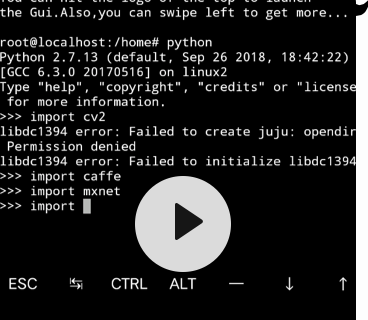 the Gui.Also,you can swipe left to get more...
root@localhost:/home# python
Python 2.7.13 (default, Sep 26 2018, 18:42:22)
[GCC 6.3.0 20170516] on linux2
Type "help", "copyright", "credits" or "license
for more information.
>>> import cv2
libdc1394 error: Failed to create juju: opendir
Permission denied
libdc1394 error: Failed to initialize libdc1394
>>> import caffe
>>> import mxnet
>>> import
ESC ↹ CTRL ALT — ↓ ↑